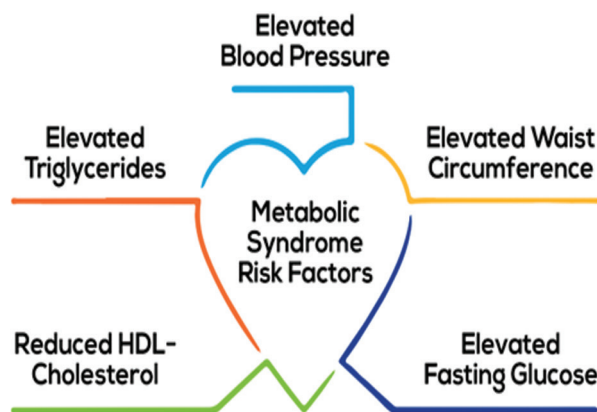 Elevated
Blood Pressure
Elevated
Triglycerides
Elevated Waist
Circumference
Metabolic
Syndrome
Risk Factors
Reduced HDL-
Cholesterol
Elevated
Fasting Glucose